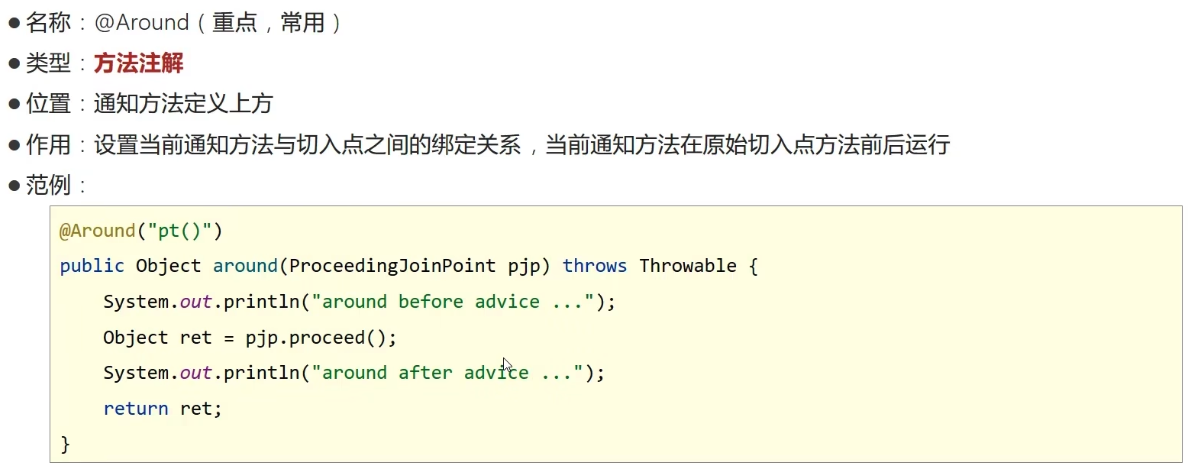 ● 名称：@Around（重点，常用）
● 类型：方法注解
● 位置：通知方法定义上方
● 作用：设置当前通知方法与切入点之间的绑定关系，当前通知方法在原始切入点方法前后运行
● 范例：
@Around("pt()")
public Object around(ProceedingJoinPoint pjp) throws Throwable {
    System.out.println("around before advice ...");
    Object ret = pjp.proceed();
    System.out.println("around after advice ...");
    return ret;
}